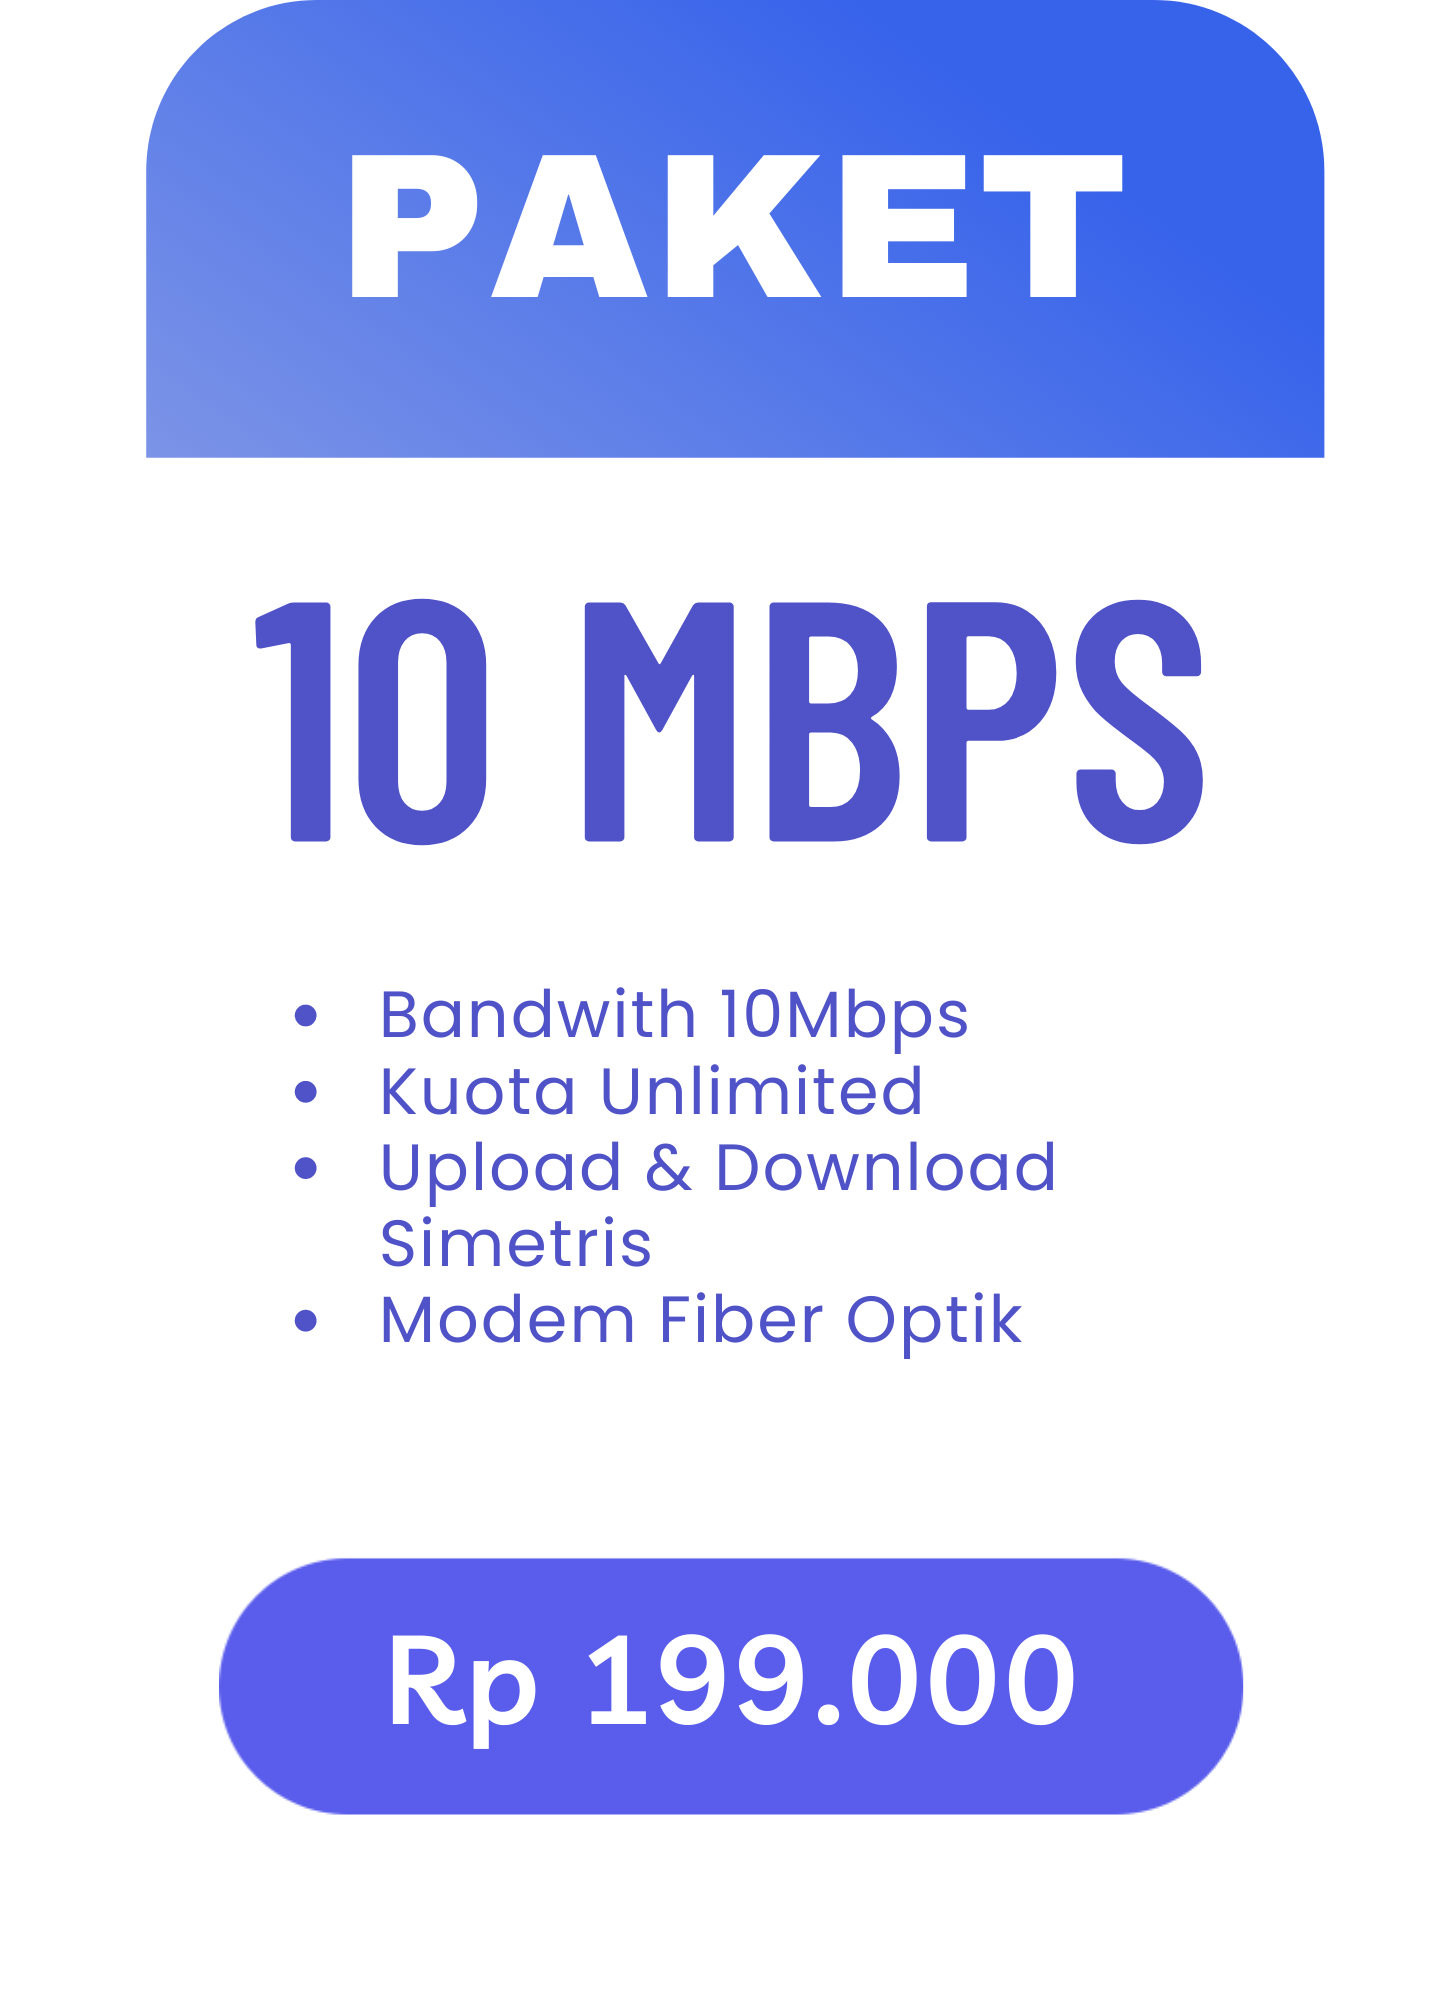 PAKET
10 MBPS
• Bandwith 10Mbps
• Kuota Unlimited
• Upload & Download
Simetris
• Modem Fiber Optik
Rp 199.000